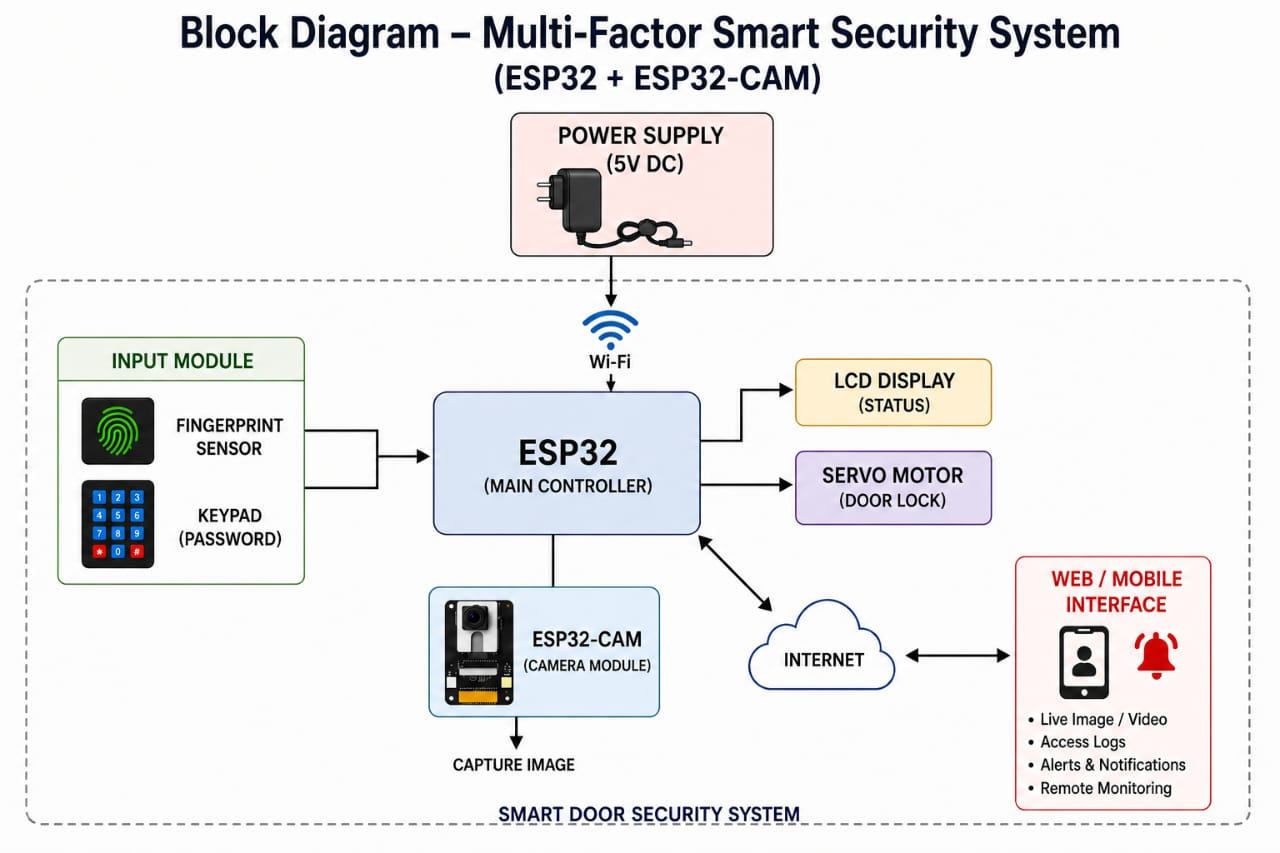 Block Diagram – Multi-Factor Smart Security System
(ESP32 + ESP32-CAM)
POWER SUPPLY
(5V DC)
Wi-Fi
INPUT MODULE
FINGERPRINT
SENSOR
1 2 3
4 5 6
7 8 9
* 0 #
KEYPAD
(PASSWORD)
ESP32
(MAIN CONTROLLER)
LCD DISPLAY
(STATUS)
SERVO MOTOR
(DOOR LOCK)
ESP32-CAM
(CAMERA MODULE)
CAPTURE IMAGE
INTERNET
WEB / MOBILE
INTERFACE
• Live Image / Video
• Access Logs
• Alerts & Notifications
• Remote Monitoring
SMART DOOR SECURITY SYSTEM